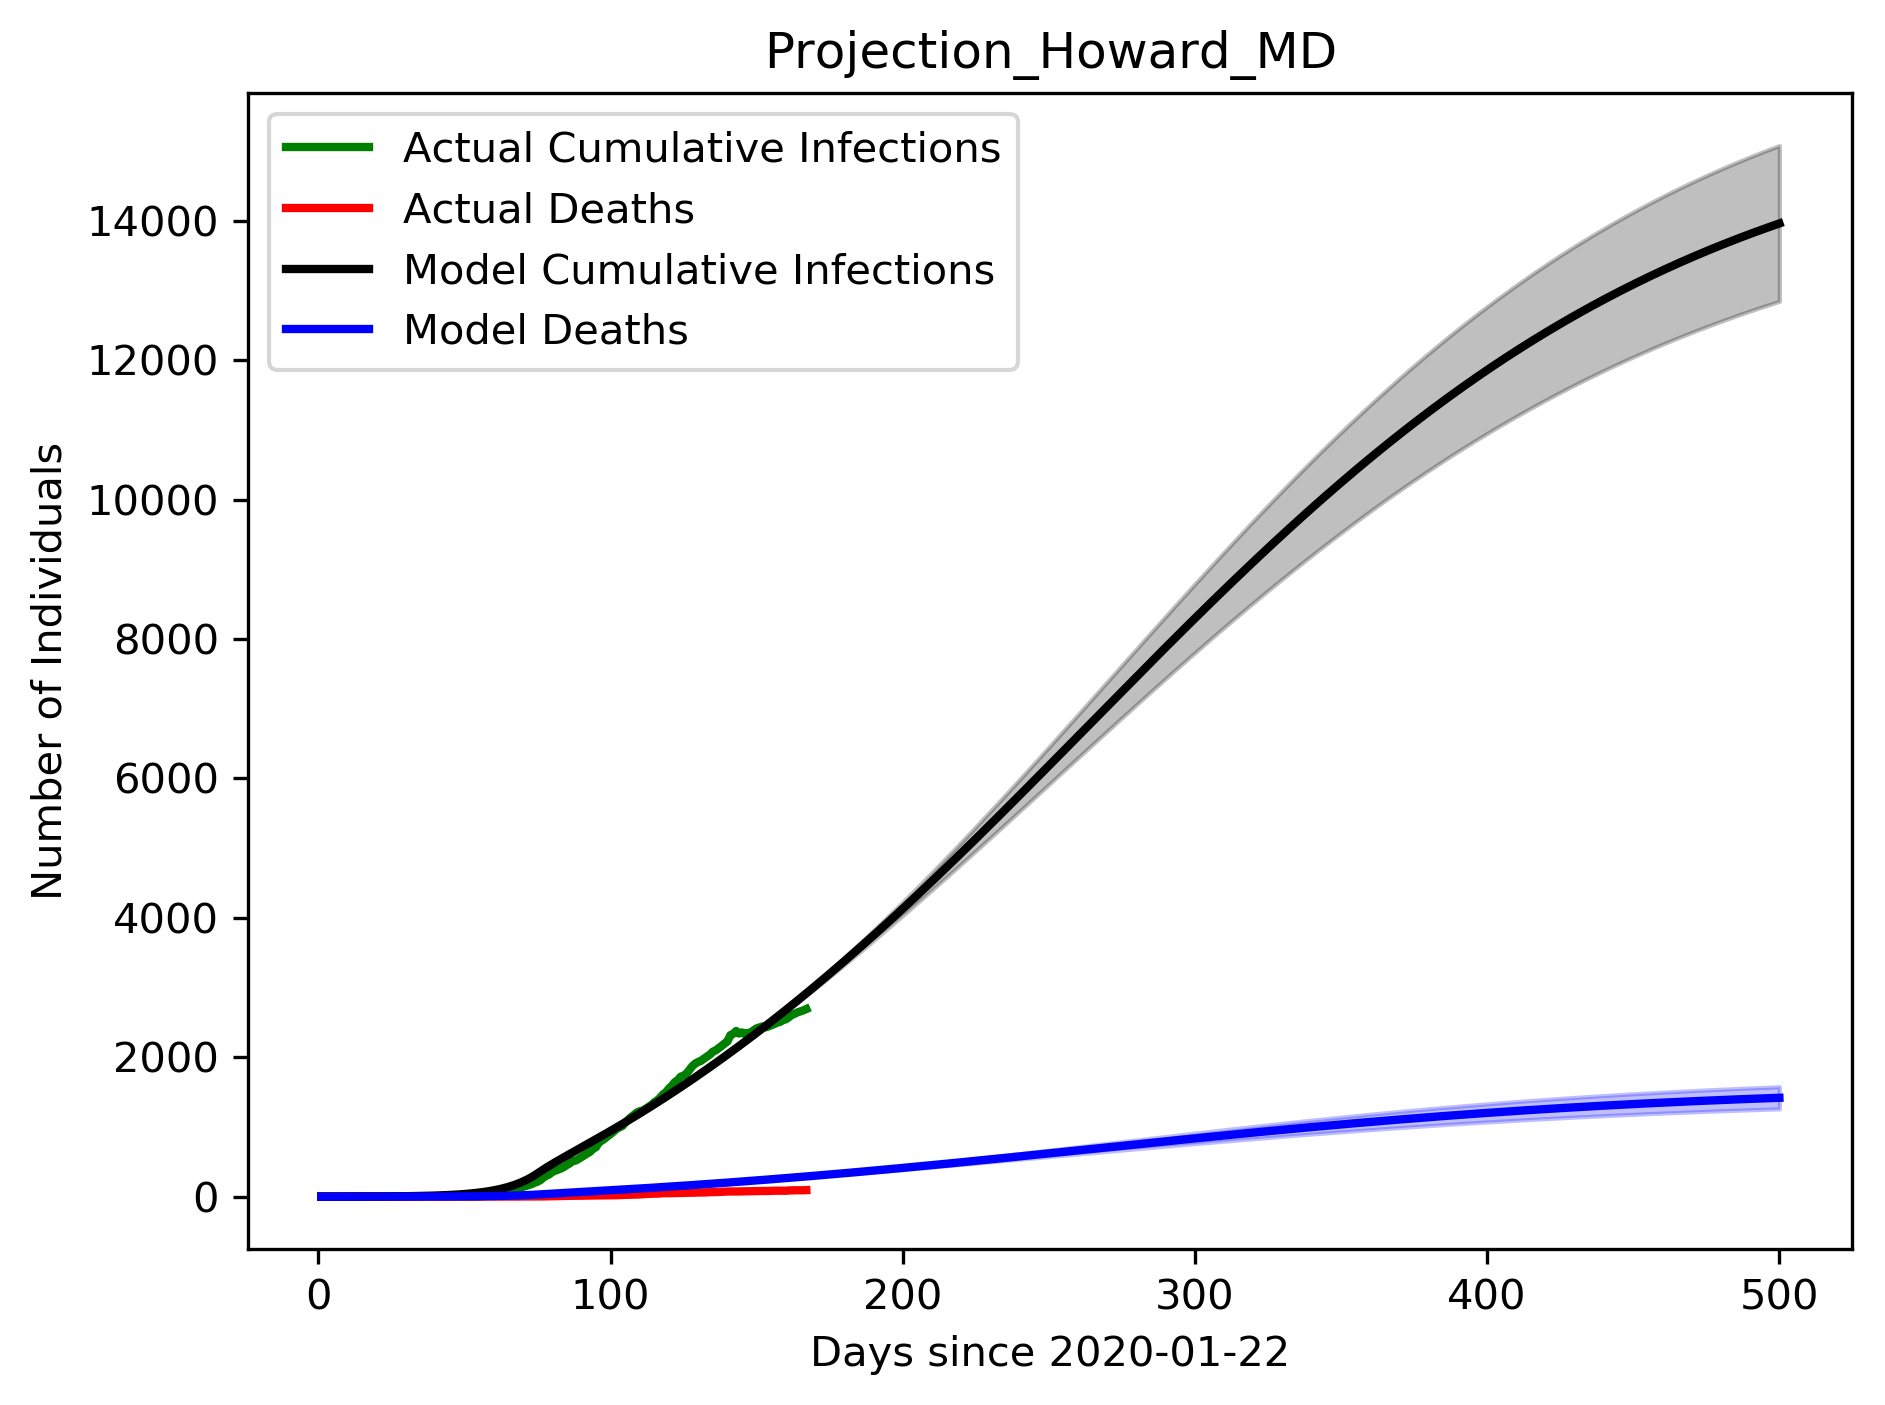 Projection_Howard_MD
Actual Cumulative Infections
Actual Deaths
Model Cumulative Infections
Model Deaths
Number of Individuals
14000
12000
10000
8000
6000
4000
2000
0
0 100 200 300 400 500
Days since 2020-01-22